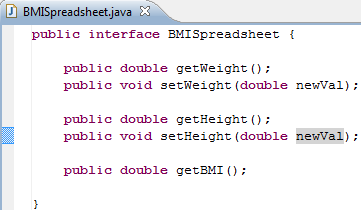 BMISpreadsheet.java
public interface BMISpreadsheet {
public double getWeight();
public void setWeight(double newVal);
public double getHeight();
public void setHeight(double newVal);
public double getBMI();
}